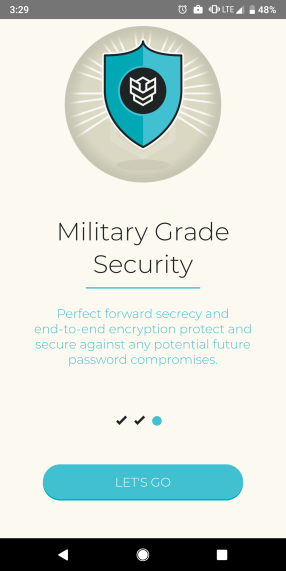 3:29 LTE 48%
Military Grade
Security
Perfect forward secrecy and
end-to-end encryption protect and
secure against any potential future
password compromises.
LET'S GO